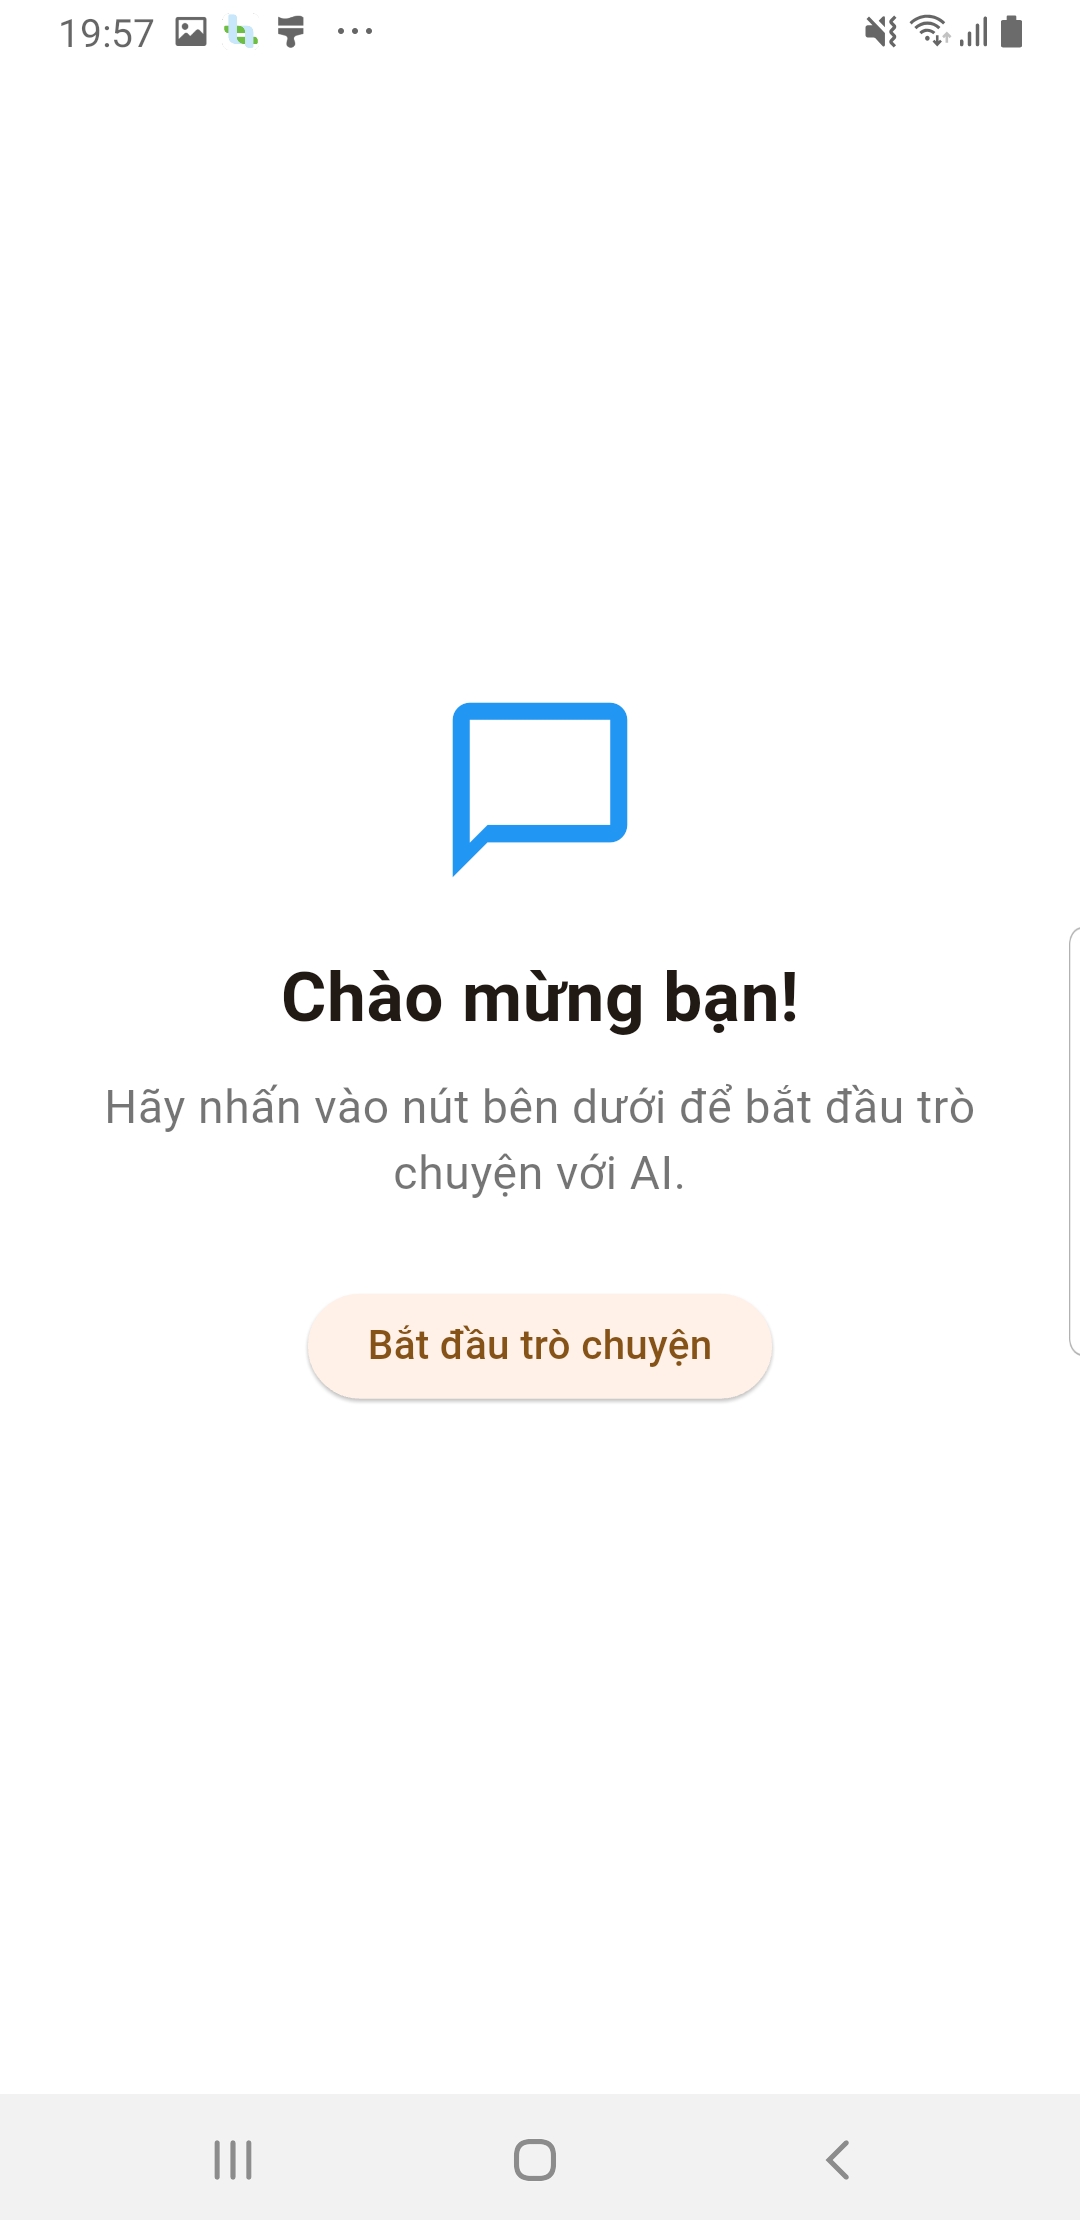 19:57
Chào mừng bạn!
Hãy nhấn vào nút bên dưới để bắt đầu trò
chuyện với AI.
Bắt đầu trò chuyện